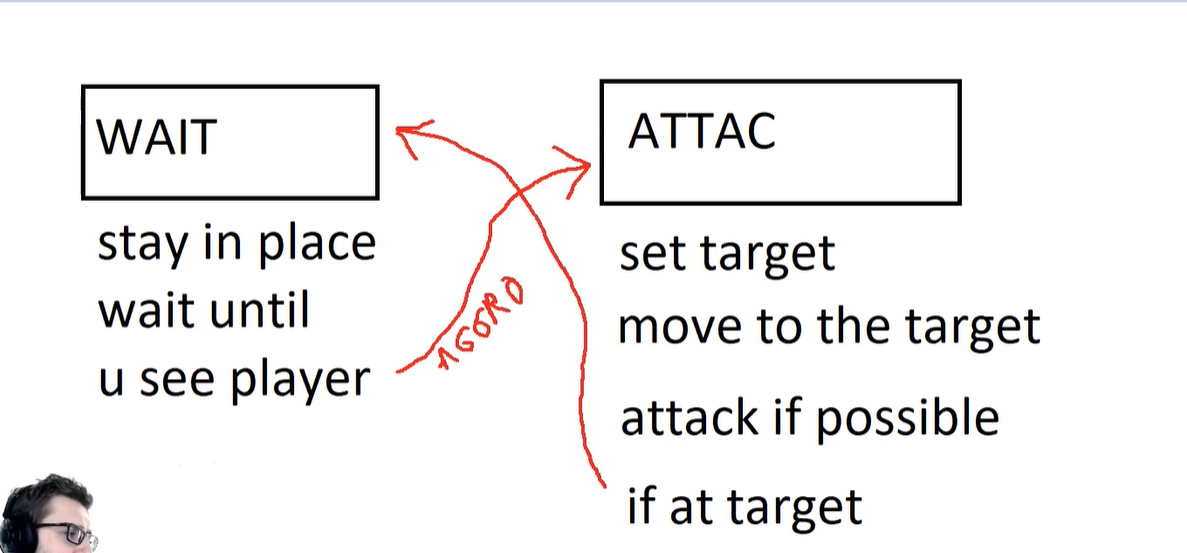 WAIT
stay in place
wait until
u see player
AGGRO
ATTAC
set target
move to the target
attack if possible
if at target